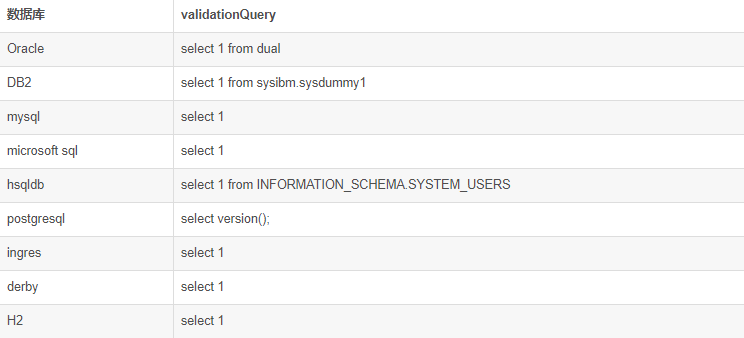 数据库 validationQuery
Oracle select 1 from dual
DB2 select 1 from sysibm.sysdummy1
mysql select 1
microsoft sql select 1
hsqldb select 1 from INFORMATION_SCHEMA.SYSTEM_USERS
postgresql select version();
ingres select 1
derby select 1
H2 select 1